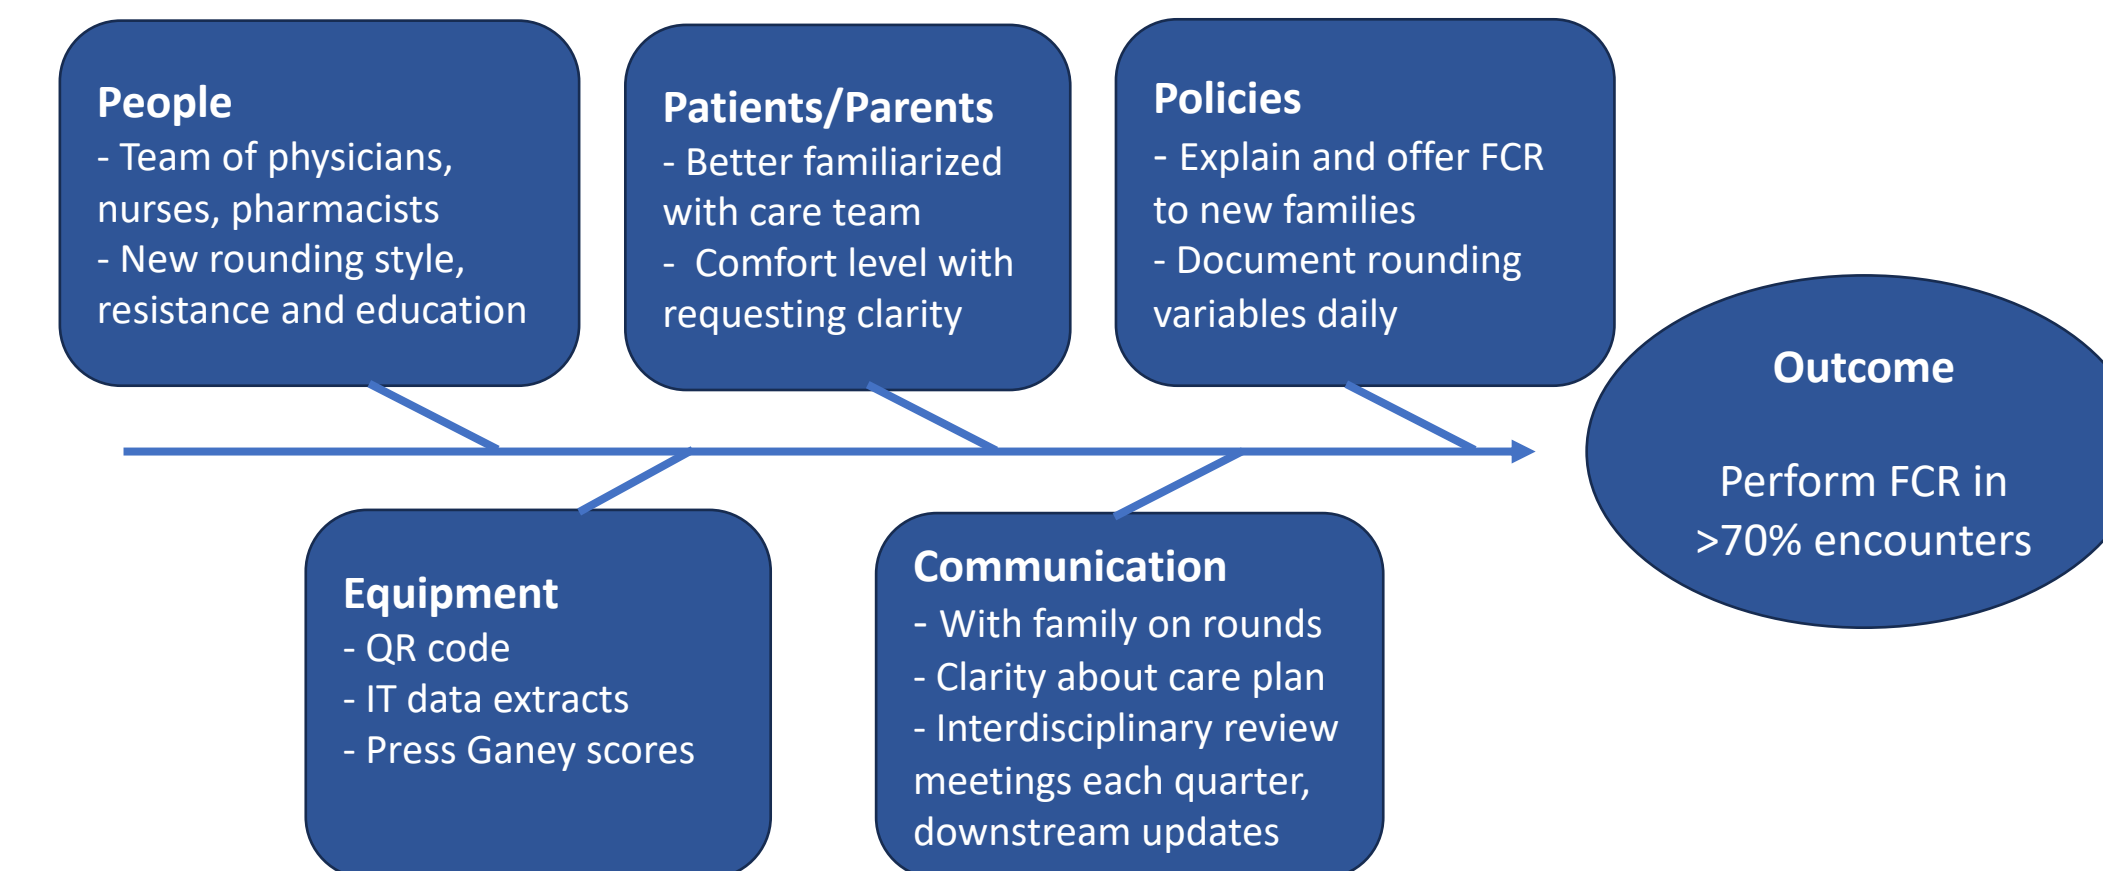 People
- Team of physicians,
nurses, pharmacists
- New rounding style,
resistance and education
Patients/Parents
- Better familiarized
with care team
- Comfort level with
requesting clarity
Policies
- Explain and offer FCR
to new families
- Document rounding
variables daily
Outcome
Perform FCR in
>70% encounters
Equipment
- QR code
- IT data extracts
- Press Ganey scores
Communication
- With family on rounds
- Clarity about care plan
- Interdisciplinary review
meetings each quarter,
downstream updates